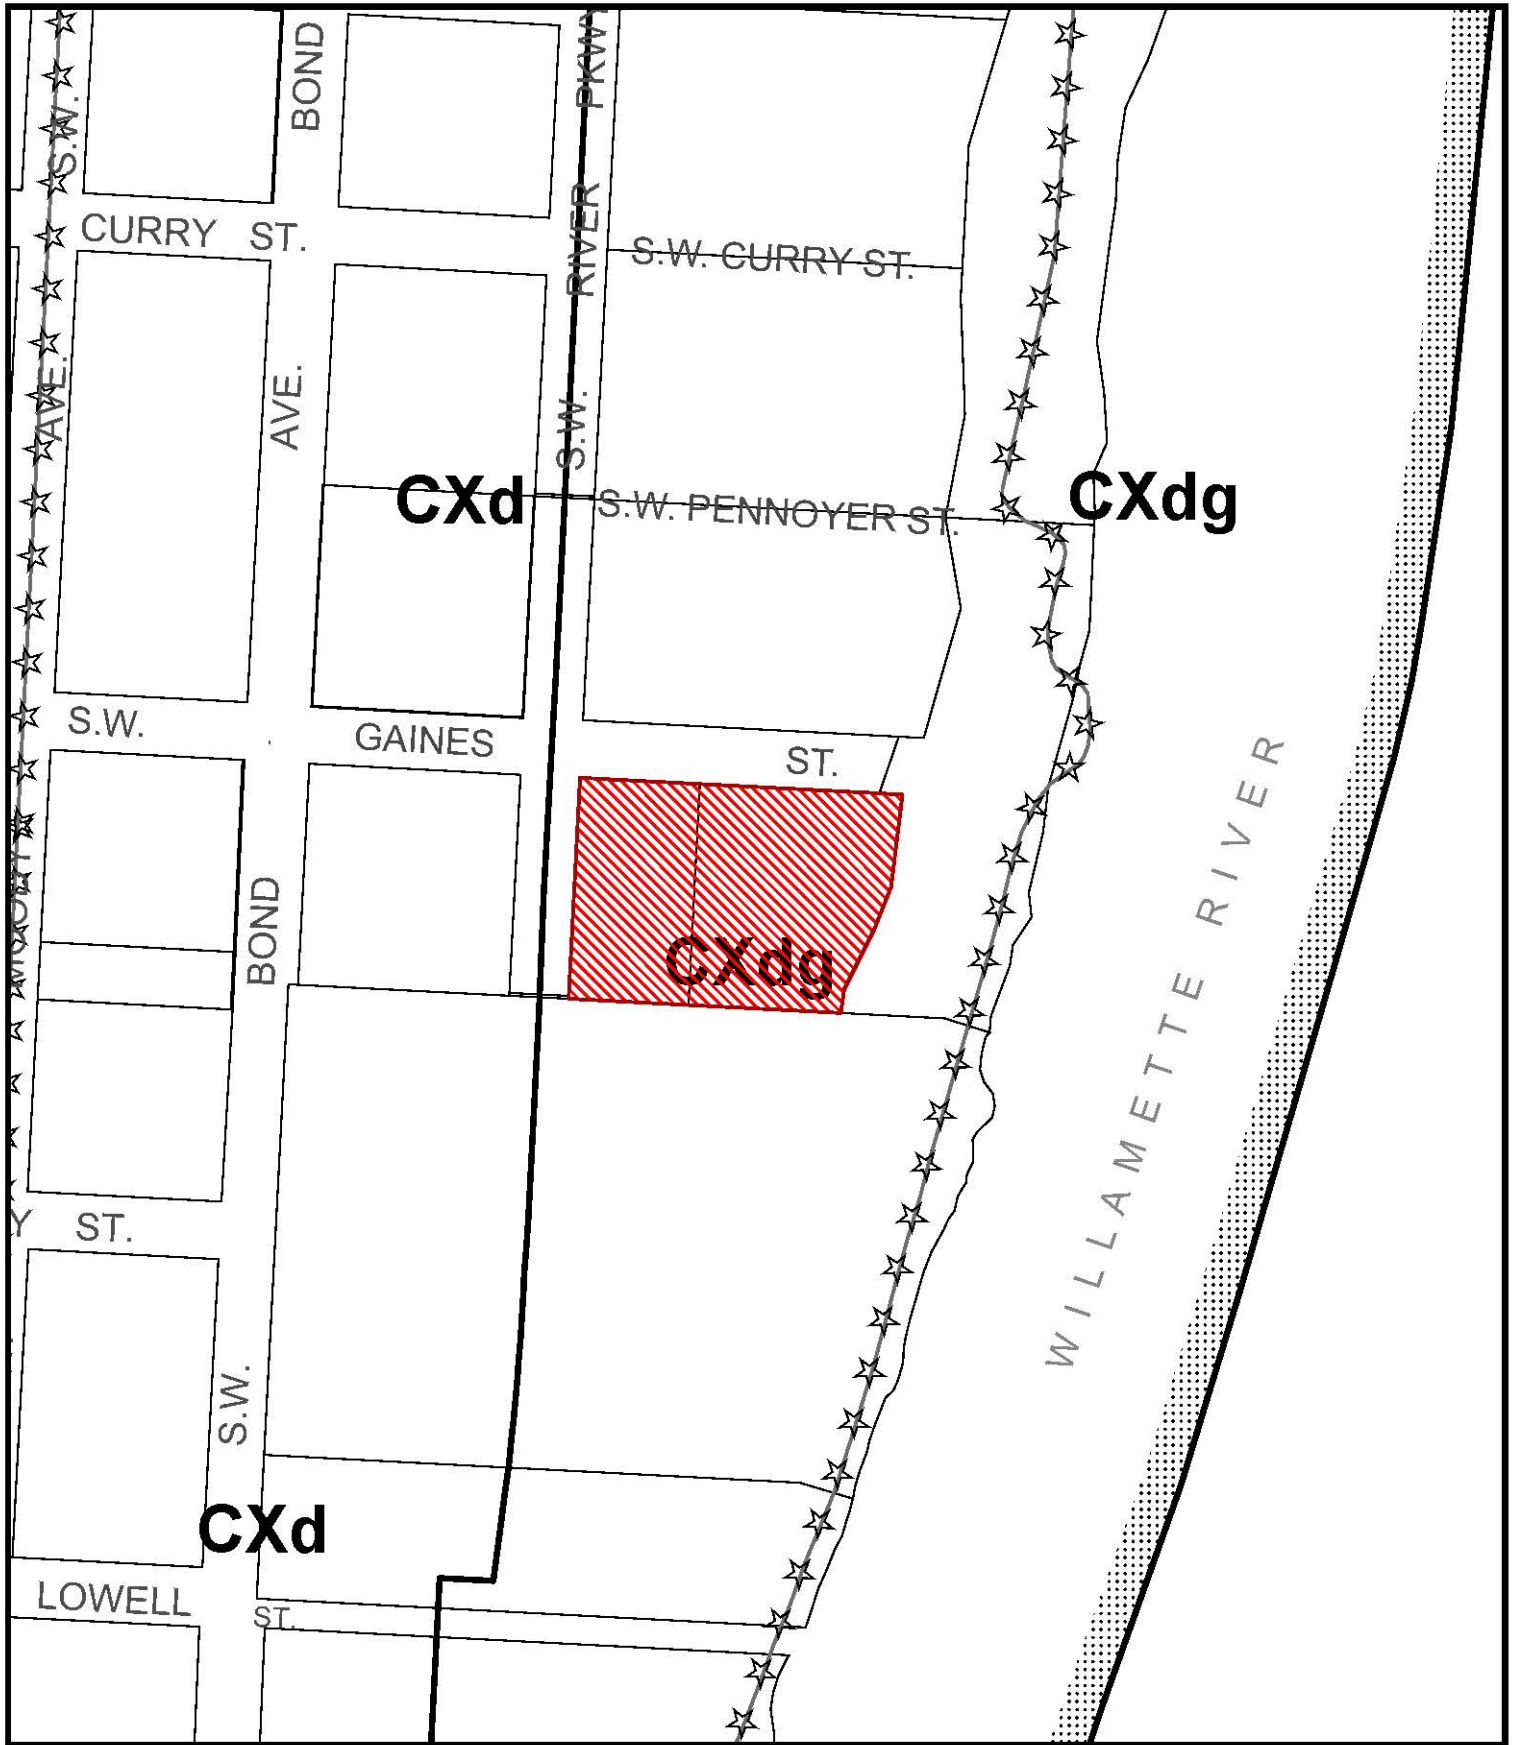 BOND
PKWY
S.W.
RIVER
CURRY ST.
S.W. CURRY ST.
AVE.
AVE.
S.W.
CXd
CXdg
S.W. PENNOYER ST.
S.W.
GAINES
ST.
WILLAMETTE RIVER
BOND
MOODY
CXdg
Y ST.
S.W.
CXd
LOWELL
ST.